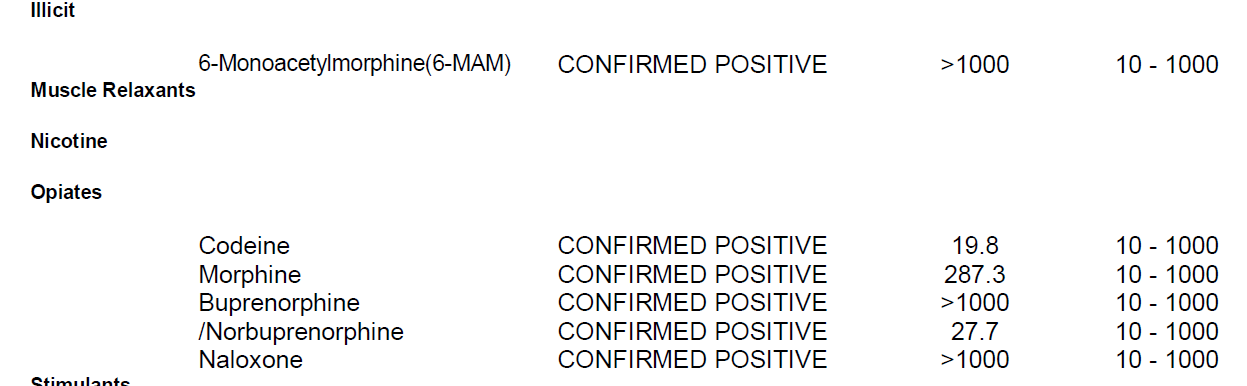 Illicit
6-Monoacetylmorphine(6-MAM) CONFIRMED POSITIVE >1000 10 - 1000
Muscle Relaxants
Nicotine
Opiates
Codeine CONFIRMED POSITIVE 19.8 10 - 1000
Morphine CONFIRMED POSITIVE 287.3 10 - 1000
Buprenorphine CONFIRMED POSITIVE >1000 10 - 1000
/Norbuprenorphine CONFIRMED POSITIVE 27.7 10 - 1000
Naloxone CONFIRMED POSITIVE >1000 10 - 1000
Stimulants